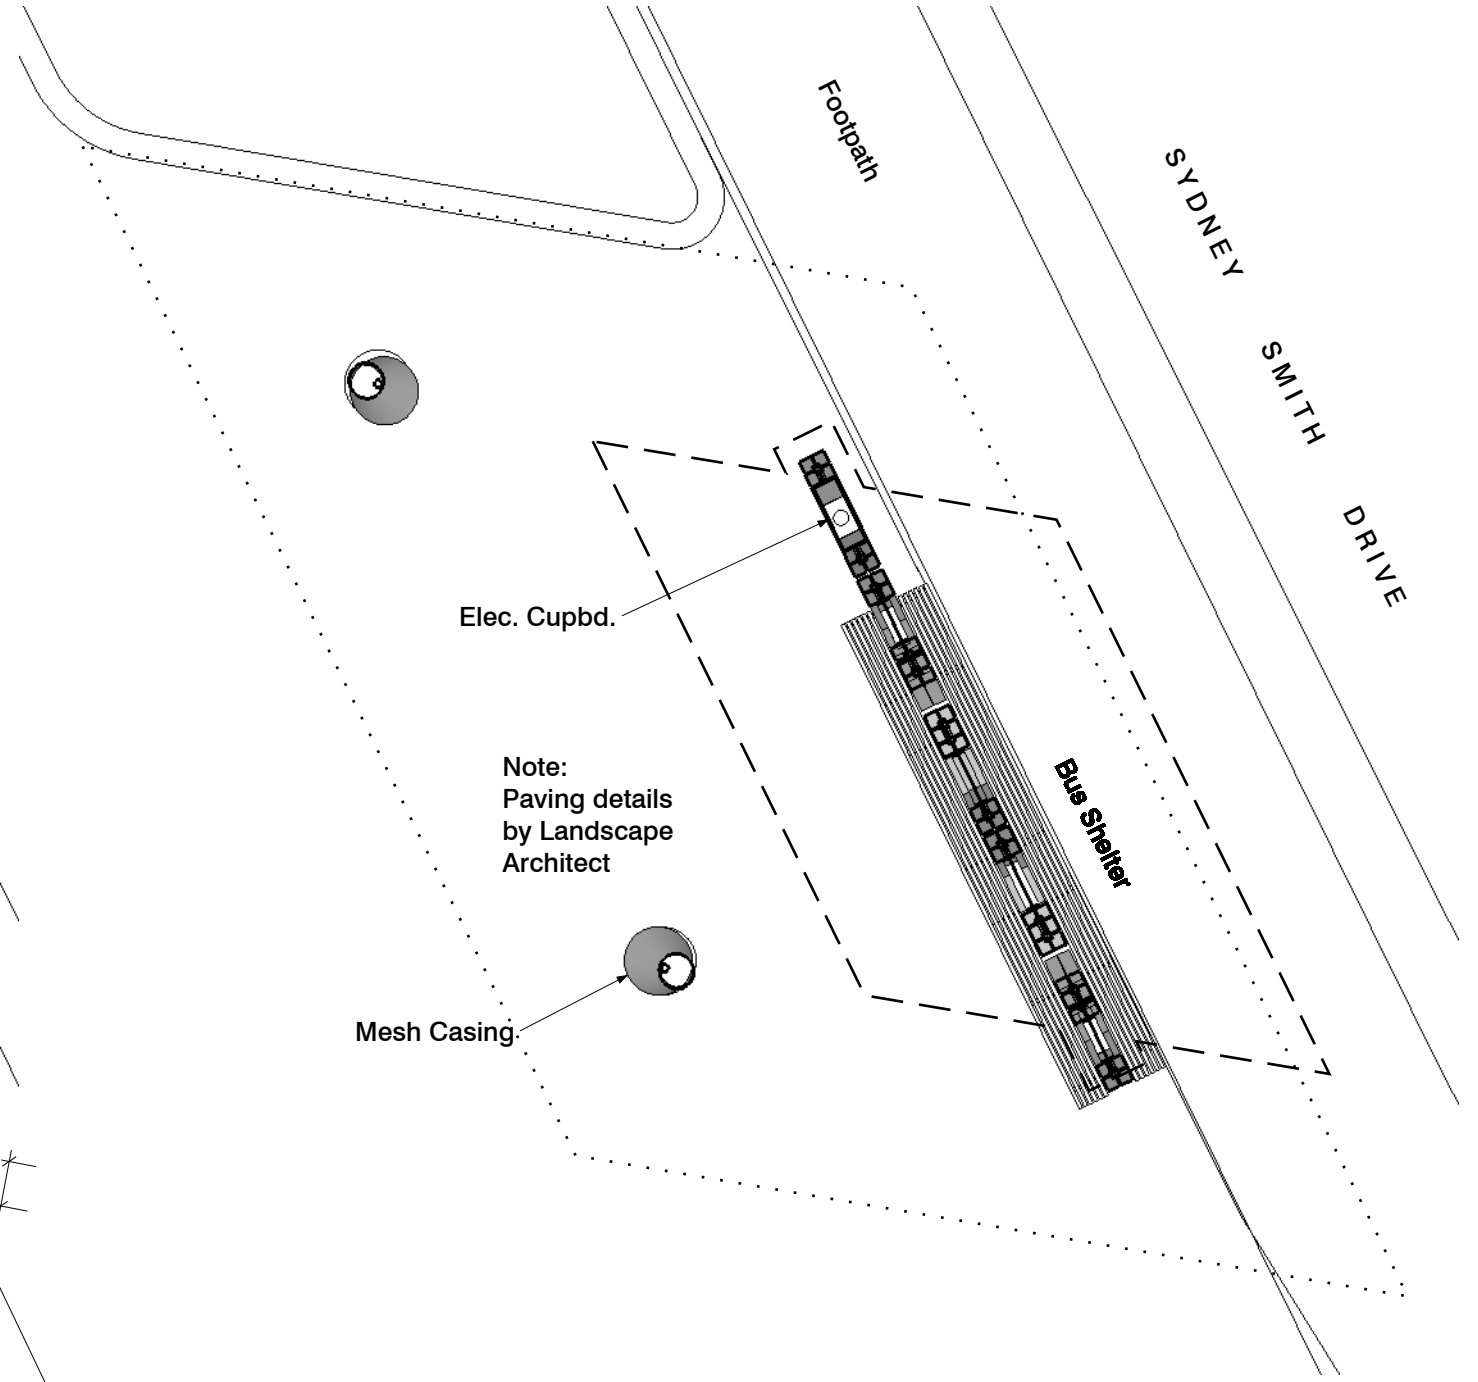 Footpath
SYDNEY SMITH DRIVE
Elec. Cupbd.
Note:
Paving details
by Landscape
Architect
Bus Shelter
Mesh Casing